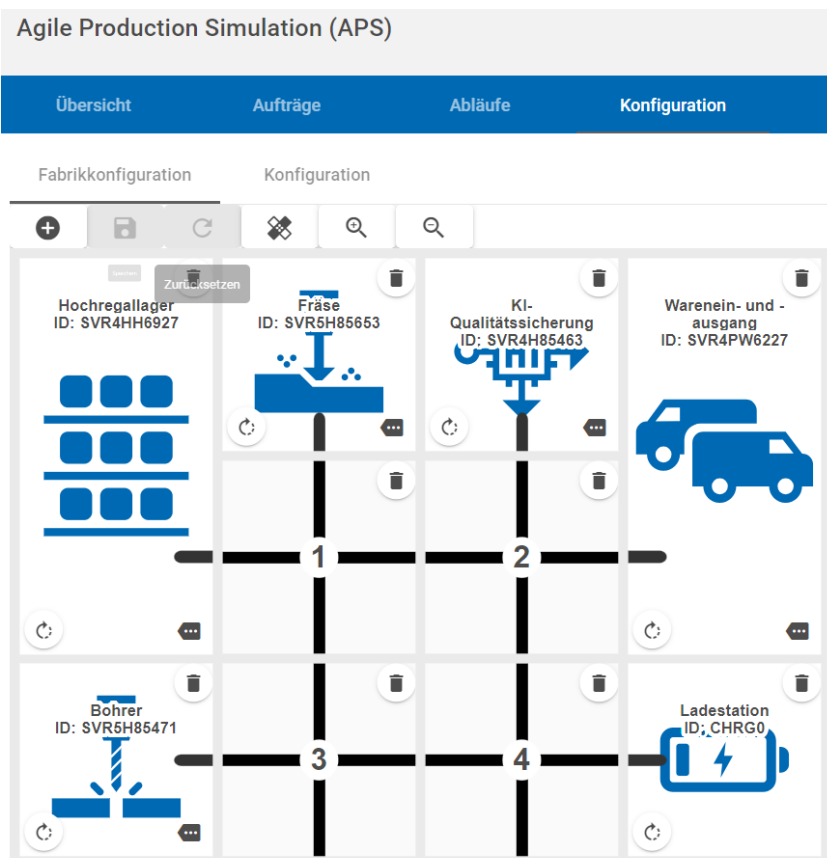 Agile Production Simulation (APS)
Übersicht
Aufträge
Abläufe
Konfiguration
Fabrikkonfiguration
Konfiguration
Speichern
Zurücksetzen
Hochregallager
ID: SVR4HH6927
Fräse
ID: SVR5H85653
KI-
Qualitätssicherung
ID: SVR4H85463
Warenein- und -
ausgang
ID: SVR4PW6227
1
2
Bohrer
ID: SVR5H85471
3
4
Ladestation
ID: CHRG0